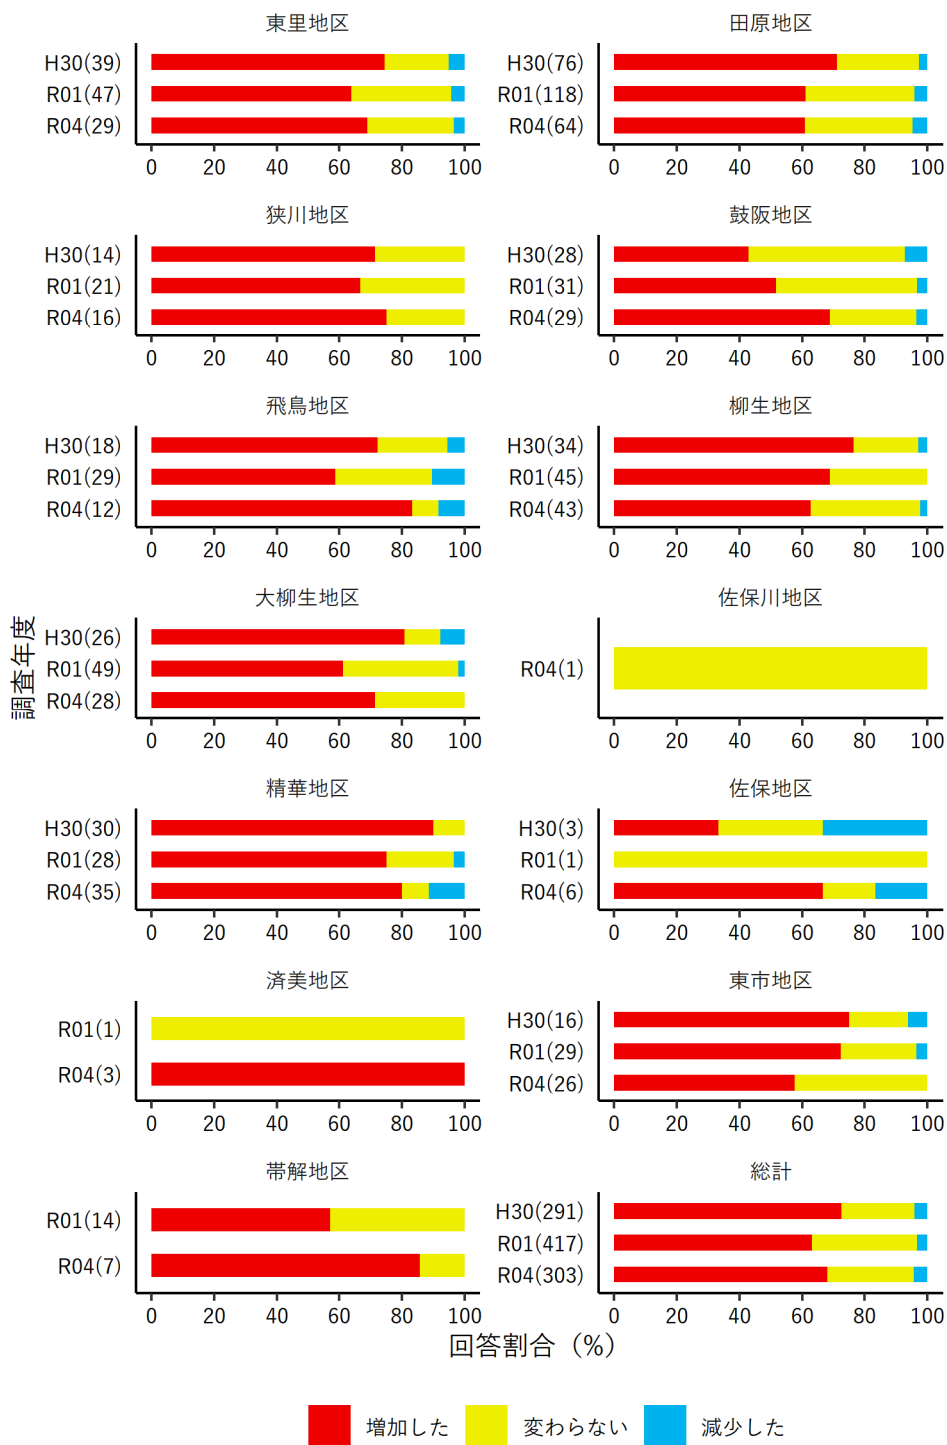 東里地区
H30(39)
R01(47)
R04(29)
0 20 40 60 80 100
田原地区
H30(76)
R01(118)
R04(64)
0 20 40 60 80 100
狭川地区
H30(14)
R01(21)
R04(16)
0 20 40 60 80 100
鼓阪地区
H30(28)
R01(31)
R04(29)
0 20 40 60 80 100
飛鳥地区
H30(18)
R01(29)
R04(12)
0 20 40 60 80 100
柳生地区
H30(34)
R01(45)
R04(43)
0 20 40 60 80 100
調査年度
大柳生地区
H30(26)
R01(49)
R04(28)
0 20 40 60 80 100
佐保川地区
R04(1)
0 20 40 60 80 100
精華地区
H30(30)
R01(28)
R04(35)
0 20 40 60 80 100
佐保地区
H30(3)
R01(1)
R04(6)
0 20 40 60 80 100
済美地区
R01(1)
R04(3)
0 20 40 60 80 100
東市地区
H30(16)
R01(29)
R04(26)
0 20 40 60 80 100
帯解地区
R01(14)
R04(7)
0 20 40 60 80 100
総計
H30(291)
R01(417)
R04(303)
0 20 40 60 80 100
回答割合（%）
増加した 変わらない 減少した